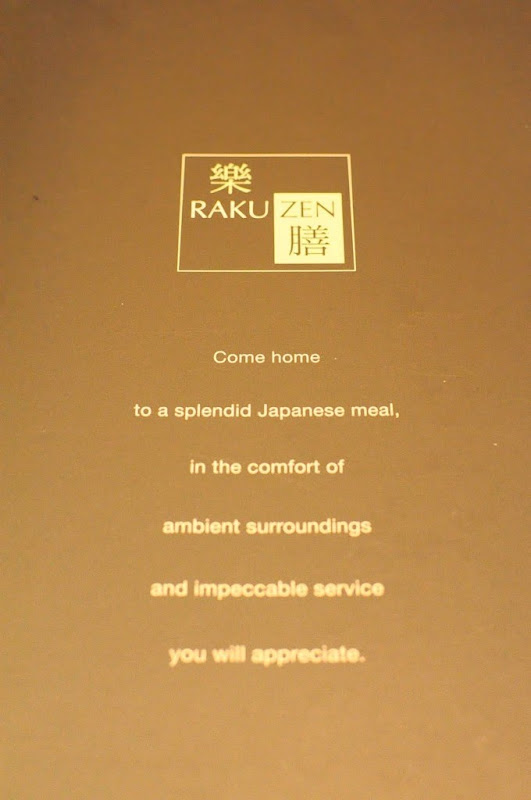 樂
RAKU ZEN
膳
Come home
to a splendid Japanese meal,
in the comfort of
ambient surroundings
and impeccable service
you will appreciate.